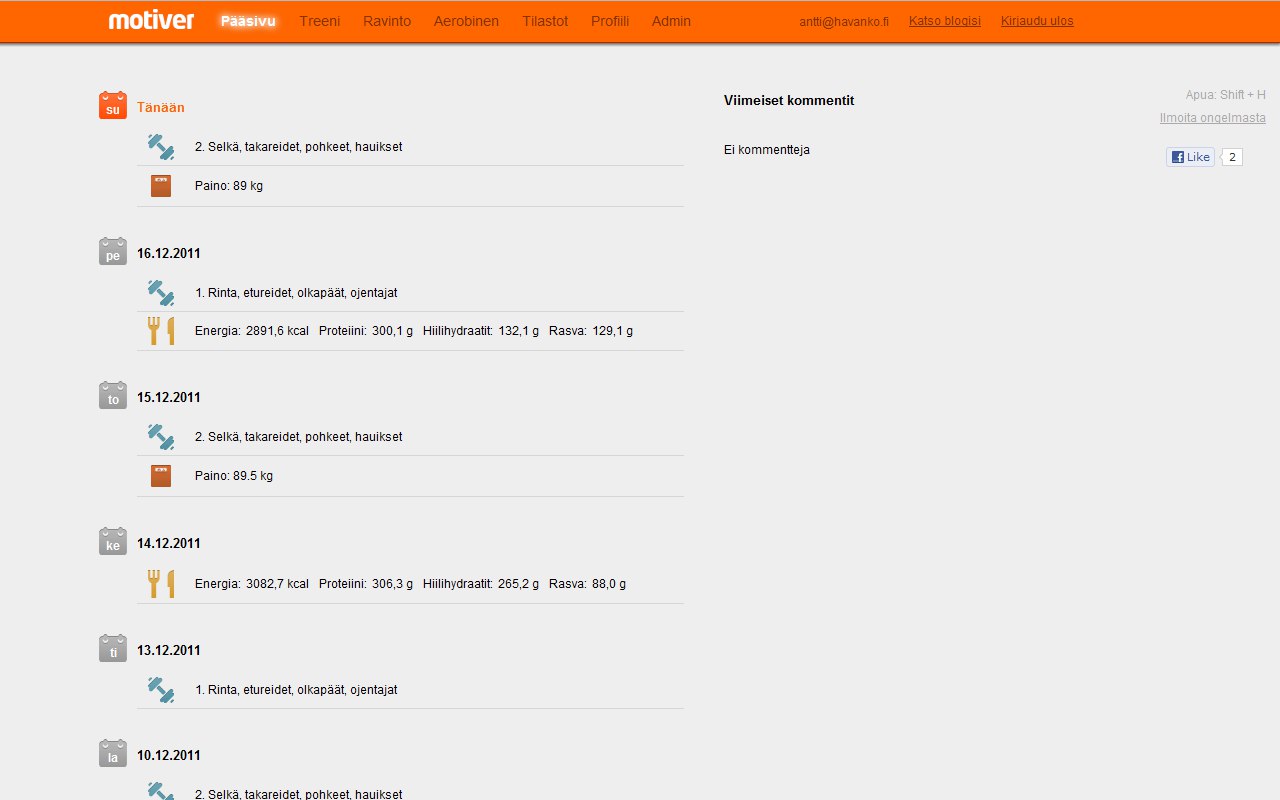 motiver Pääsivu Treeni Ravinto Aerobinen Tilastot Profiili Admin antti@havanko.fi Katso blogisi Kirjaudu ulos
su Tänään
2. Selkä, takareidet, pohkeet, hauikset
Paino: 89 kg
pe 16.12.2011
1. Rinta, etureidet, olkapäät, ojentajat
Energia: 2891,6 kcal Proteiini: 300,1 g Hiilihydraatit: 132,1 g Rasva: 129,1 g
to 15.12.2011
2. Selkä, takareidet, pohkeet, hauikset
Paino: 89.5 kg
ke 14.12.2011
Energia: 3082,7 kcal Proteiini: 306,3 g Hiilihydraatit: 265,2 g Rasva: 88,0 g
ti 13.12.2011
1. Rinta, etureidet, olkapäät, ojentajat
la 10.12.2011
2. Selkä, takareidet, pohkeet, hauikset
Viimeiset kommentit
Ei kommentteja
Apua: Shift + H
Ilmoita ongelmasta
Like 2